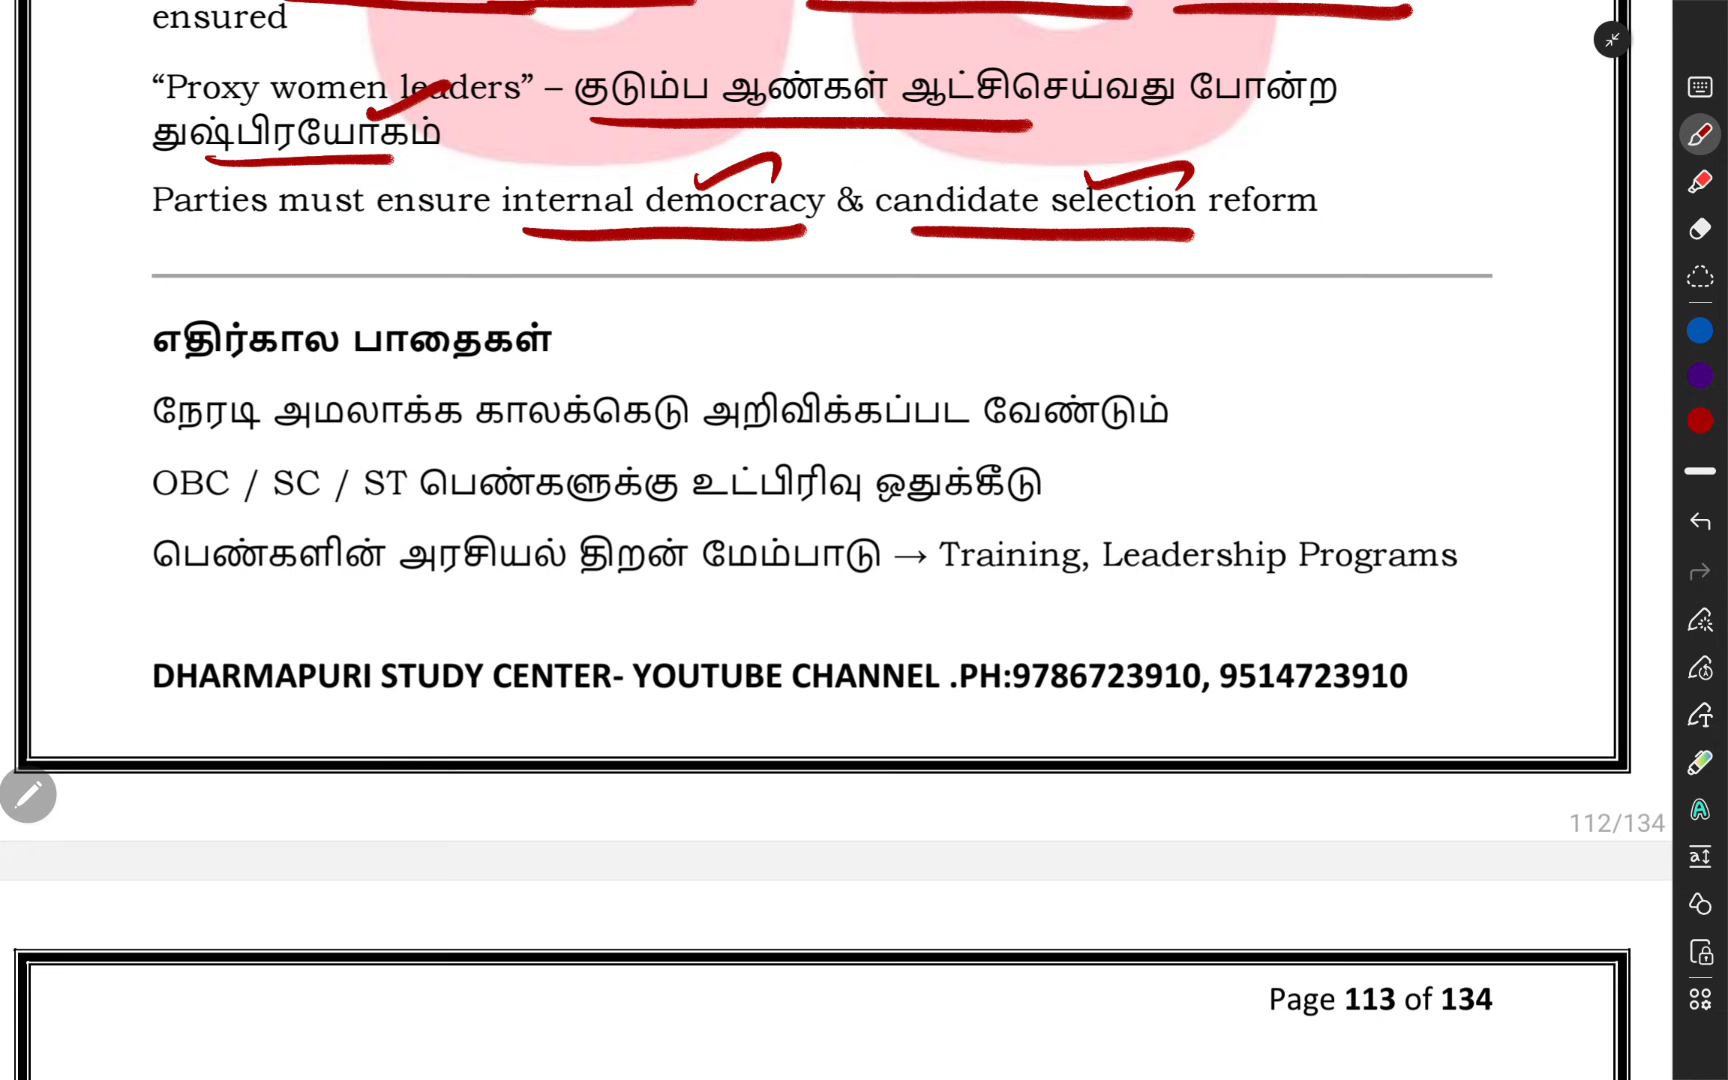 ensured
“Proxy women leaders” – குடும்ப ஆண்கள் ஆட்சிசெய்வது போன்ற
துஷ்பிரயோகம்
Parties must ensure internal democracy & candidate selection reform
எதிர்கால பாதைகள்
நேரடி அமலாக்க காலக்கெடு அறிவிக்கப்பட வேண்டும்
OBC / SC / ST பெண்களுக்கு உட்பிரிவு ஒதுக்கீடு
பெண்களின் அரசியல் திறன் மேம்பாடு → Training, Leadership Programs
DHARMAPURI STUDY CENTER- YOUTUBE CHANNEL .PH:9786723910, 9514723910
112/134
Page 113 of 134